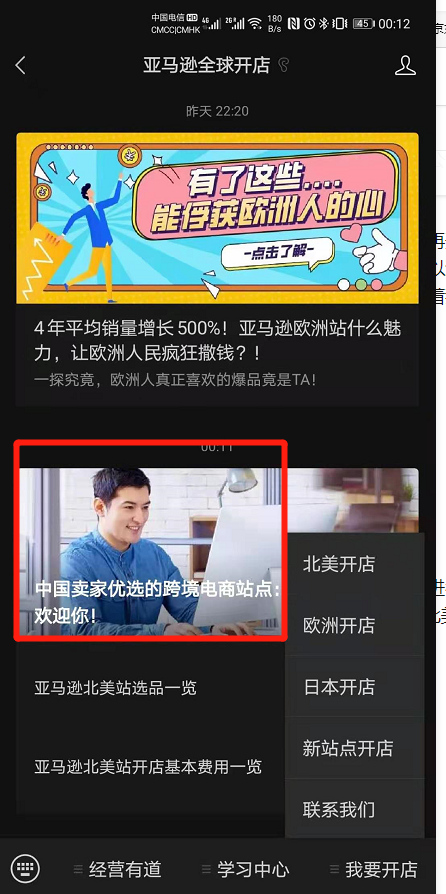 中国电信 HD 4G 2G 180 B/s 45 00:12
CMCC|CMHK
亚马逊全球开店
昨天 22:20
有了这些....
能俘获欧洲人的心
-点击了解-
4年平均销量增长500%！亚马逊欧洲站什么魅
力，让欧洲人民疯狂撒钱？！
一探究竟，欧洲人真正喜欢的爆品竟是TA！
00:11
中国卖家优选的跨境电商站点：
欢迎你！
亚马逊北美站选品一览
亚马逊北美站开店基本费用一览
北美开店
欧洲开店
日本开店
新站点开店
联系我们
经营有道
学习中心
我要开店